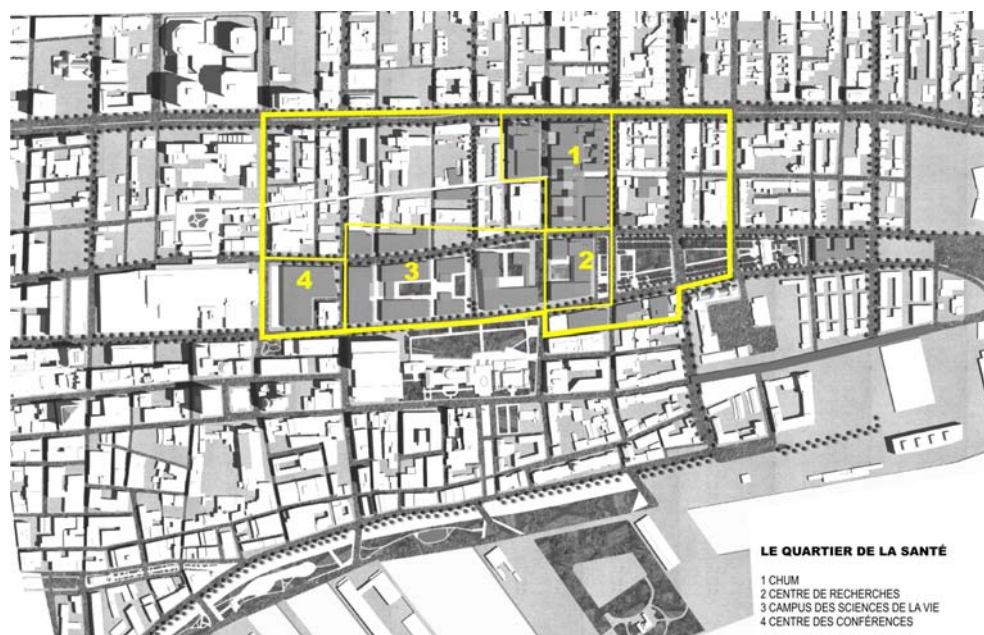 1
2
3
4
LE QUARTIER DE LA SANTÉ
1 CHUM
2 CENTRE DE RECHERCHES
3 CAMPUS DES SCIENCES DE LA VIE
4 CENTRE DES CONFÉRENCES